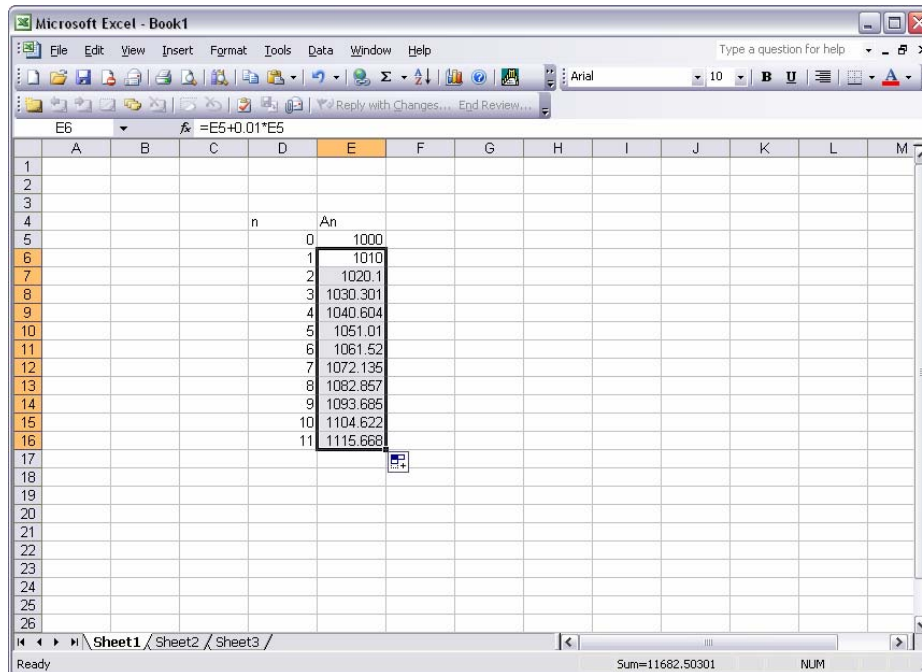 Microsoft Excel - Book1
File Edit View Insert Format Tools Data Window Help Type a question for help
Σ Arial 10 B U A
Reply with Changes... End Review...
E6 fx =E5+0.01*E5
A B C D E F G H I J K L M
1
2
3
4 n An
5 0 1000
6 1 1010
7 2 1020.1
8 3 1030.301
9 4 1040.604
10 5 1051.01
11 6 1061.52
12 7 1072.135
13 8 1082.857
14 9 1093.685
15 10 1104.622
16 11 1115.668
17
18
19
20
21
22
23
24
25
26
Sheet1 / Sheet2 / Sheet3 /
Ready Sum=11682.50301 NUM